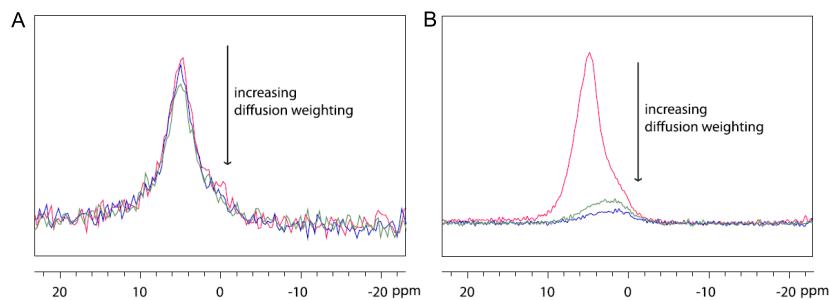 A
increasing
diffusion weighting
20 10 0 -10 -20 ppm
B
increasing
diffusion weighting
20 10 0 -10 -20 ppm